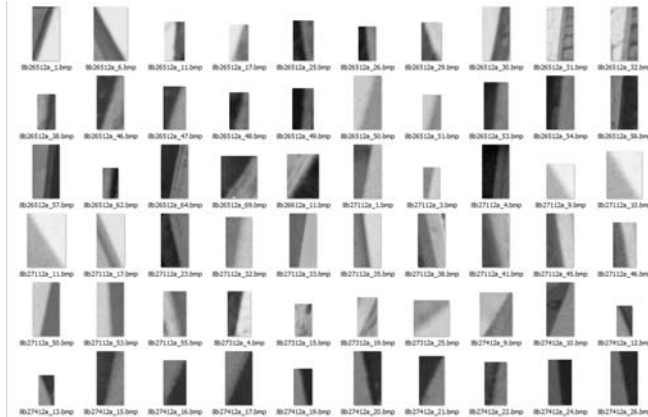 8b26512a_1.bmp 8b26512a_6.bmp 8b26512a_11.bmp 8b26512a_17.bmp 8b26512a_25.bmp 8b26512a_26.bmp 8b26512a_29.bmp 8b26512a_30.bmp 8b26512a_31.bmp 8b26512a_32.bmp
8b26512a_38.bmp 8b26512a_46.bmp 8b26512a_47.bmp 8b26512a_48.bmp 8b26512a_49.bmp 8b26512a_50.bmp 8b26512a_51.bmp 8b26512a_53.bmp 8b26512a_54.bmp 8b26512a_56.bmp
8b26512a_57.bmp 8b26512a_62.bmp 8b26512a_64.bmp 8b26512a_69.bmp 8b26612a_11.bmp 8b27112a_1.bmp 8b27112a_3.bmp 8b27112a_4.bmp 8b27112a_9.bmp 8b27112a_10.bmp
8b27112a_11.bmp 8b27112a_17.bmp 8b27112a_23.bmp 8b27112a_32.bmp 8b27112a_33.bmp 8b27112a_35.bmp 8b27112a_38.bmp 8b27112a_41.bmp 8b27112a_45.bmp 8b27112a_46.bmp
8b27112a_50.bmp 8b27112a_53.bmp 8b27112a_55.bmp 8b27312a_4.bmp 8b27312a_15.bmp 8b27312a_19.bmp 8b27312a_25.bmp 8b27412a_9.bmp 8b27412a_10.bmp 8b27412a_12.bmp
8b27412a_13.bmp 8b27412a_15.bmp 8b27412a_16.bmp 8b27412a_17.bmp 8b27412a_19.bmp 8b27412a_20.bmp 8b27412a_21.bmp 8b27412a_22.bmp 8b27412a_24.bmp 8b27412a_26.bmp